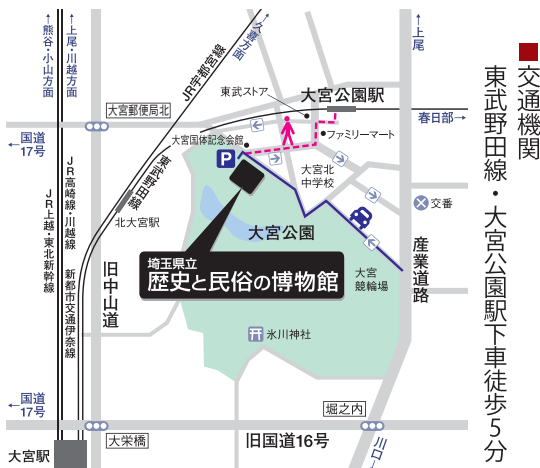 ■交通機関
東武野田線・大宮公園駅下車徒歩5分
←熊谷・小山方面
←上尾・川越方面
久喜方面→
↑上尾
JR宇都宮線
東武ストア
大宮公園駅
春日部→
大宮郵便局北
←国道
17号
大宮国体記念会館
ファミリーマート
P
大宮北
中学校
東武野田線
JR高崎線・川越線
JR上越・東北新幹線
新都市交通伊奈線
北大宮駅
旧中山道
大宮公園
交番
産業道路
埼玉県立
歴史と民俗の博物館
大宮
競輪場
氷川神社
←国道
17号
堀之内
大栄橋
旧国道16号
大宮駅
川口